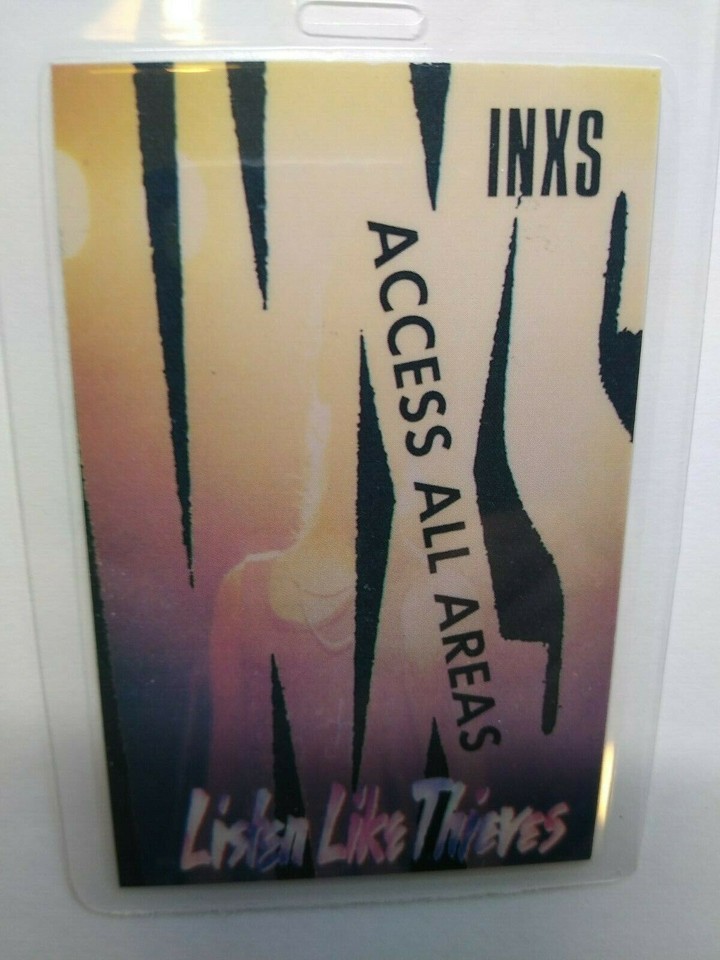 INXS
ACCESS ALL AREAS
Listen Like Thieves